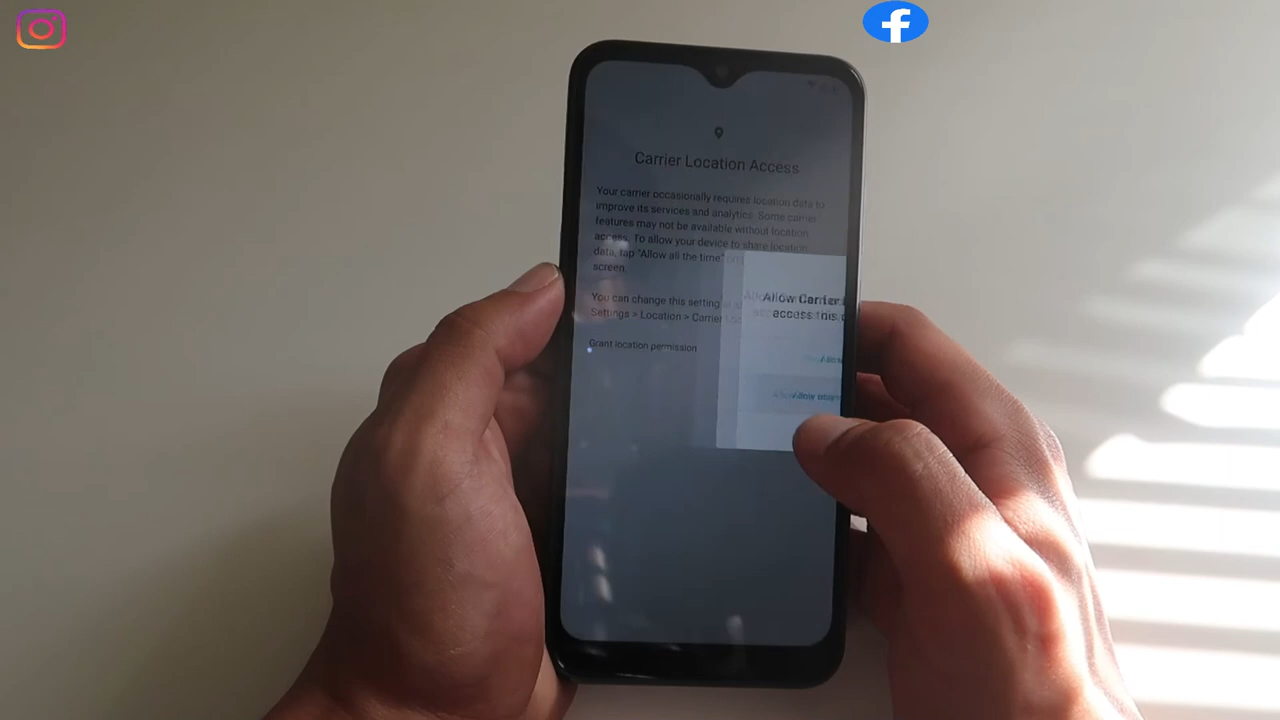 Carrier Location Access
Your carrier occasionally requires location data to
improve its services and analytics. Some carrier
features may not be available without location
access. To allow your device to share location
data, tap "Allow all the time" on
screen.
You can change this setting
Settings > Location > Carrier
Grant location permission
Allow
access this